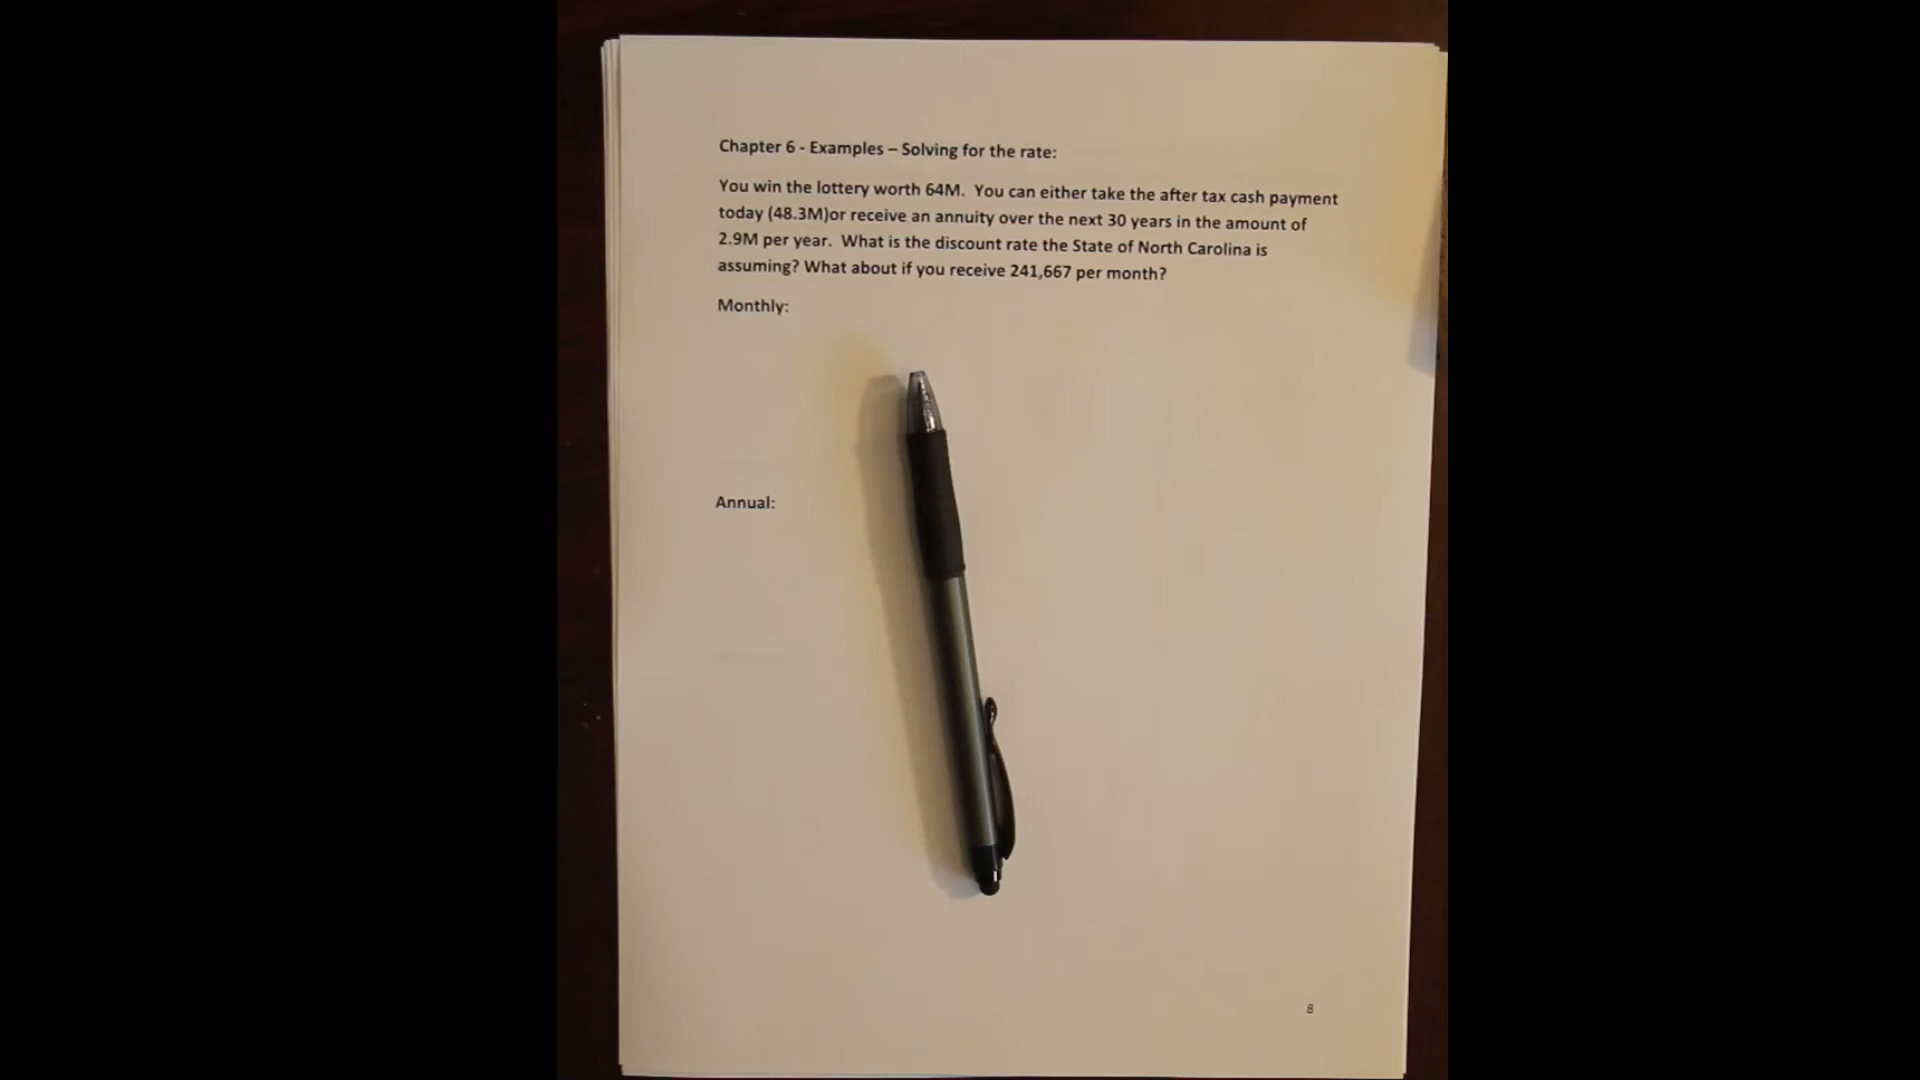 Chapter 6 - Examples – Solving for the rate:
You win the lottery worth 64M.  You can either take the after tax cash payment
today (48.3M)or receive an annuity over the next 30 years in the amount of
2.9M per year.  What is the discount rate the State of North Carolina is
assuming? What about if you receive 241,667 per month?
Monthly:
Annual:
8